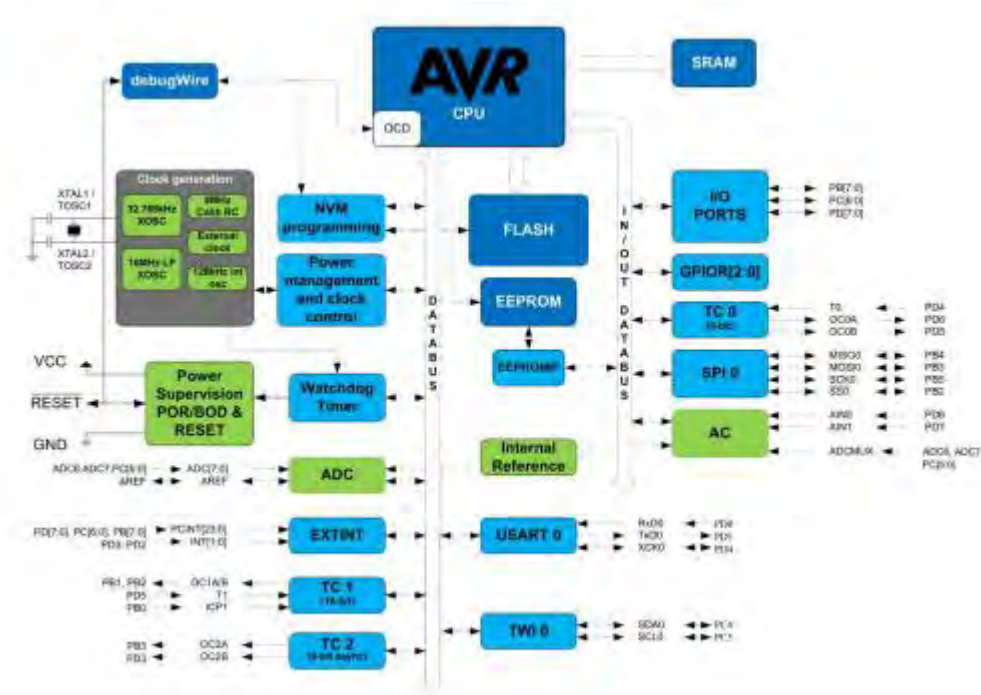 AVR
CPU
OCD
SRAM
debugWire
Clock generation
XTAL1 /
TOSC1
XTAL2 /
TOSC2
32.768kHz
XOSC
8MHz
Calib RC
External
clock
16MHz LP
XOSC
128kHz int
osc
NVM
programming
Power
management
and clock
control
FLASH
EEPROM
EEPROMIF
DATABUS
IN/OUT DATABUS
I/O
PORTS
PB[7:0]
PC[6:0]
PD[7:0]
GPIOR[2:0]
TC 0
T0
OC0A
OC0B
PD4
PD6
PD5
SPI 0
MISO0
MOSI0
SCK0
SS0
PB4
PB3
PB5
PB2
AC
AIN0
AIN1
ADCMUX
PD6
PD7
ADC6, ADC7
PC[5:0]
VCC
RESET
GND
Power
Supervision
POR/BOD &
RESET
Watchdog
Timer
Internal
Reference
ADC6,ADC7,PC[5:0]
AREF
ADC[7:0]
AREF
ADC
PD[7:0], PC[6:0], PB[7:0]
PD3, PD2
PCINT[23:0]
INT[1:0]
EXTINT
USART 0
RxD0
TxD0
XCK0
PD4
PB1, PB2
PD5
PB0
OC1A/B
T1
ICP1
TC 1
(16-bit)
PB3
PD3
OC2A
OC2B
TC 2
(8-bit async)
TWI 0
SDA0
SCL0